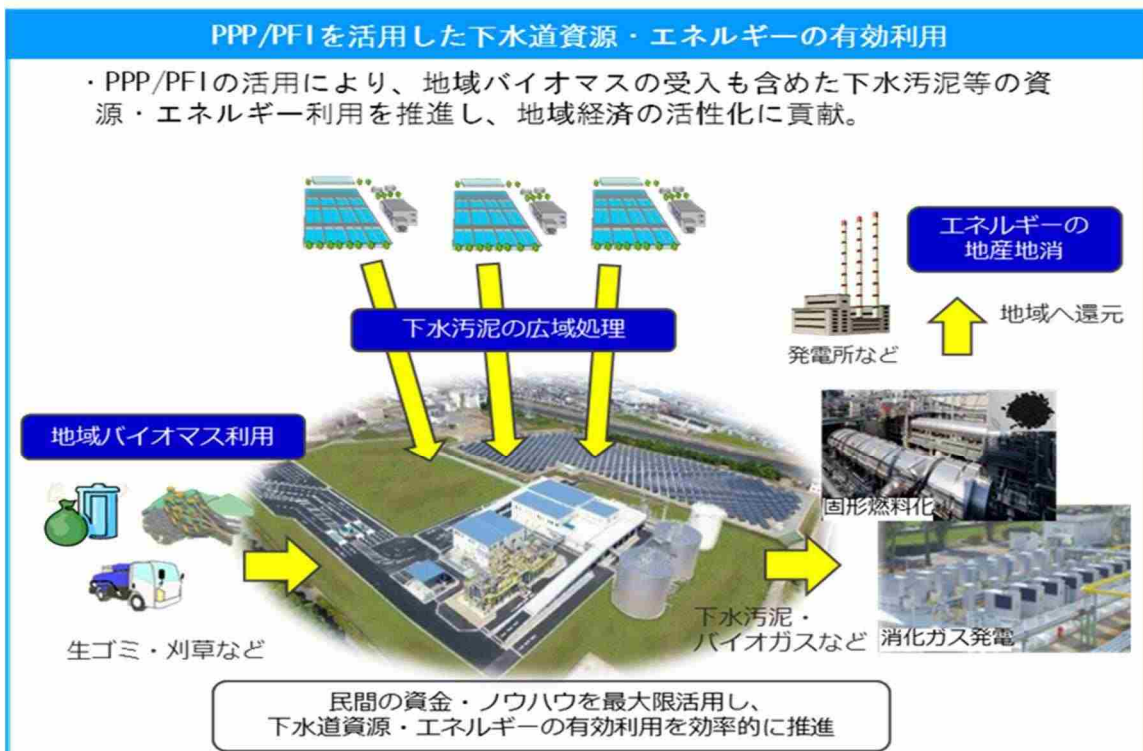 PPP/PFIを活用した下水道資源・エネルギーの有効利用
・PPP/PFIの活用により、地域バイオマスの受入も含めた下水汚泥等の資
源・エネルギー利用を推進し、地域経済の活性化に貢献。
エネルギーの
地産地消
下水汚泥の広域処理
地域へ還元
発電所など
地域バイオマス利用
固形燃料化
下水汚泥・
バイオガスなど
消化ガス発電
生ゴミ・刈草など
民間の資金・ノウハウを最大限活用し、
下水道資源・エネルギーの有効利用を効率的に推進